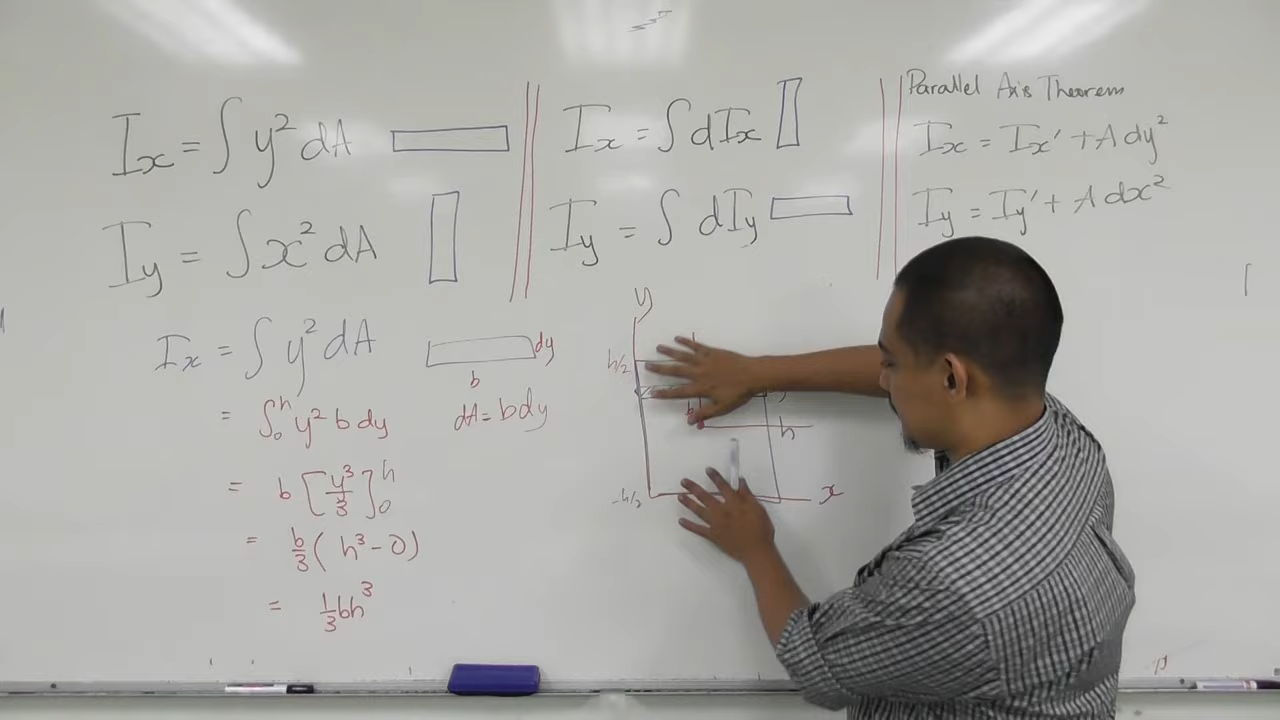 Ix = ∫ y² dA
Iy = ∫ x² dA
Ix = ∫ dIx
Iy = ∫ dIy
Parallel Axis Theorem
Ix = Ix' + A dy²
Iy = Iy' + A dx²
Ix = ∫ y² dA
= ∫₀ʰ y² b dy
= b [y³/3]₀ʰ
= b/3 (h³ - 0)
= 1/3 bh³
dy
b
dA = b dy
y
h/2
b
h
-h/2
x